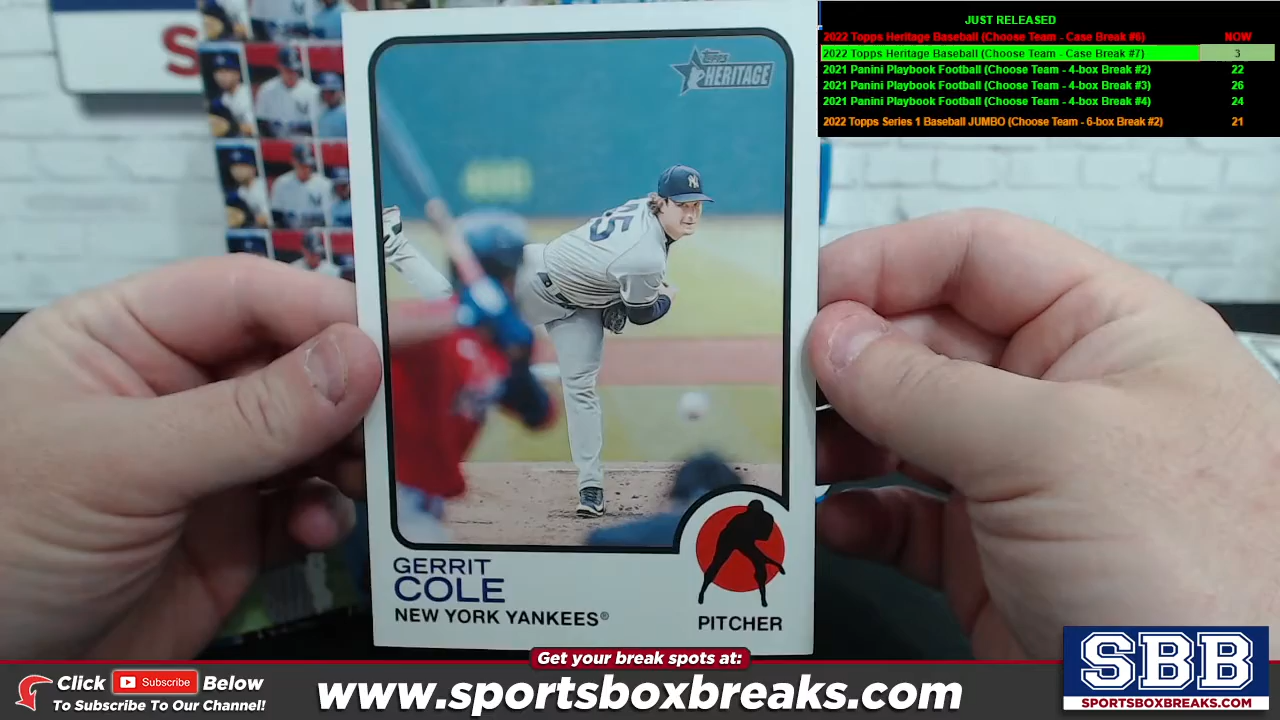 JUST RELEASED
2022 Topps Heritage Baseball (Choose Team - Case Break #6) NOW
2022 Topps Heritage Baseball (Choose Team - Case Break #7) 3
2021 Panini Playbook Football (Choose Team - 4-box Break #2) 22
2021 Panini Playbook Football (Choose Team - 4-box Break #3) 26
2021 Panini Playbook Football (Choose Team - 4-box Break #4) 24
2022 Topps Series 1 Baseball JUMBO (Choose Team - 6-box Break #2) 21
S
TOPPS
HERITAGE
NY
45
GERRIT
COLE
NEW YORK YANKEES®
PITCHER
Get your break spots at:
Click Subscribe Below
To Subscribe To Our Channel!
www.sportsboxbreaks.com
SBB
SPORTSBOXBREAKS.COM